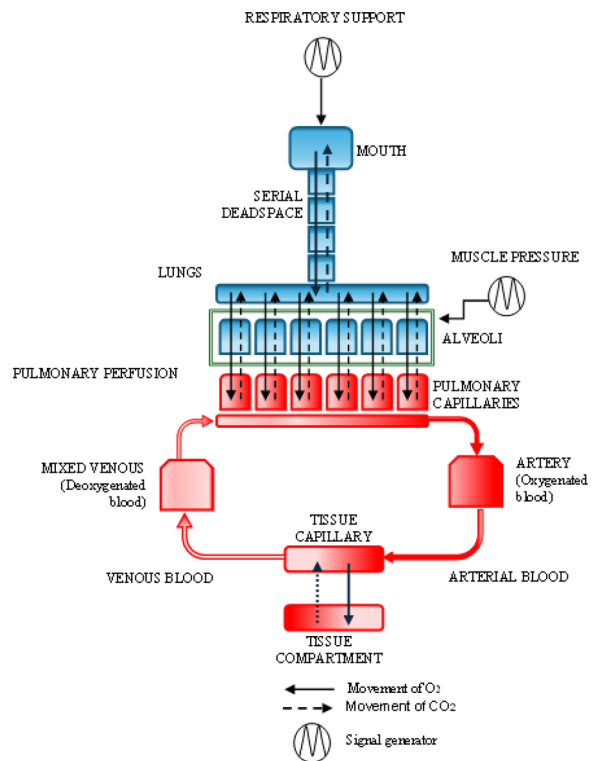 RESPIRATORY SUPPORT
MOUTH
SERIAL
DEADSPACE
LUNGS
MUSCLE PRESSURE
ALVEOLI
PULMONARY PERFUSION
PULMONARY
CAPILLARIES
MIXED VENOUS
(Deoxygenated
blood)
ARTERY
(Oxygenated
blood)
TISSUE
CAPILLARY
VENOUS BLOOD
ARTERIAL BLOOD
TISSUE
COMPARTMENT
Movement of O2
Movement of CO2
Signal generator